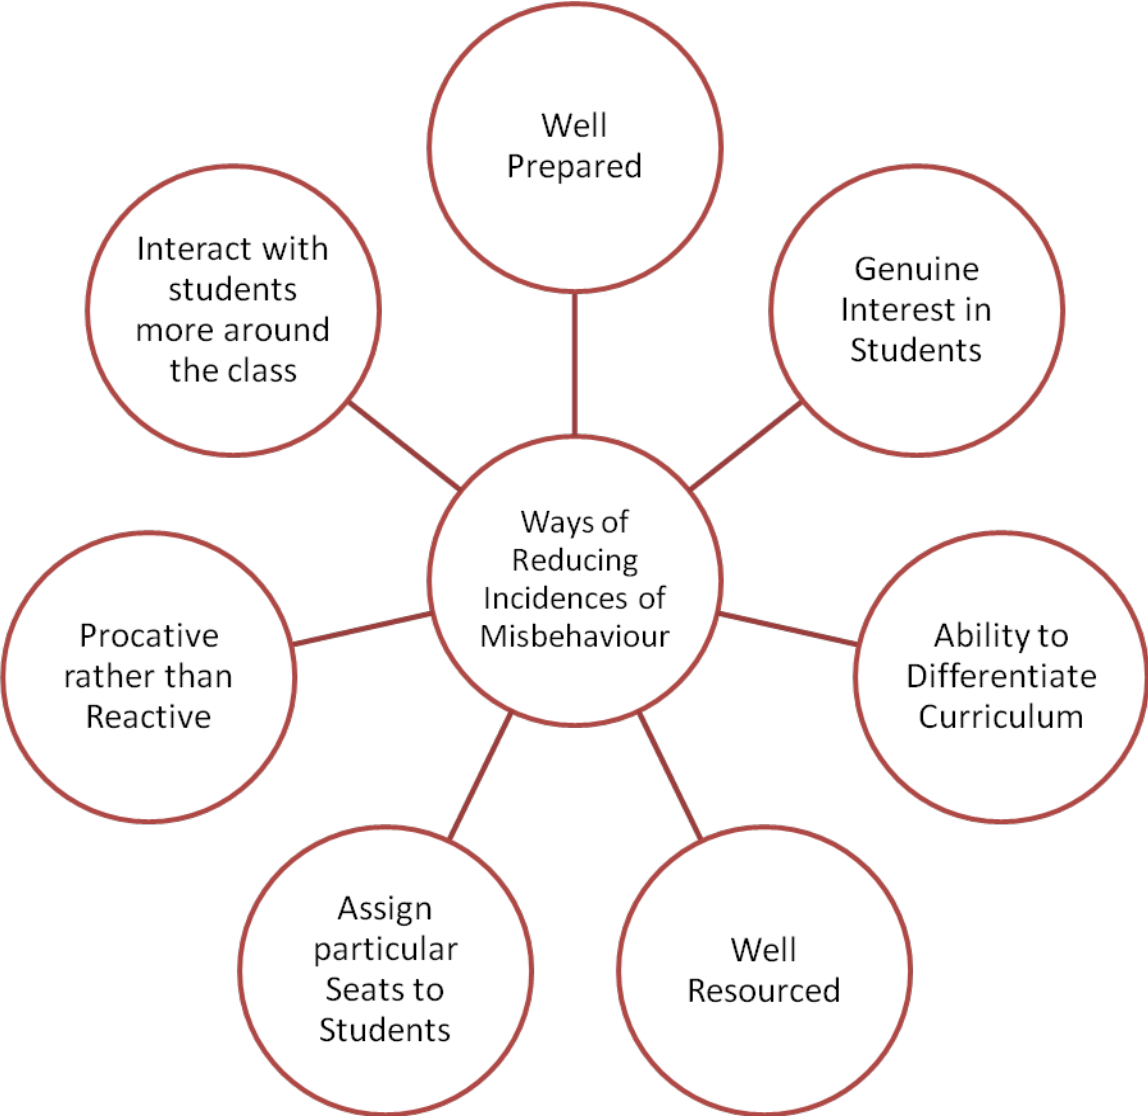 Well
Prepared
Genuine
Interest in
Students
Ability to
Differentiate
Curriculum
Well
Resourced
Assign
particular
Seats to
Students
Procative
rather than
Reactive
Interact with
students
more around
the class
Ways of
Reducing
Incidences of
Misbehaviour